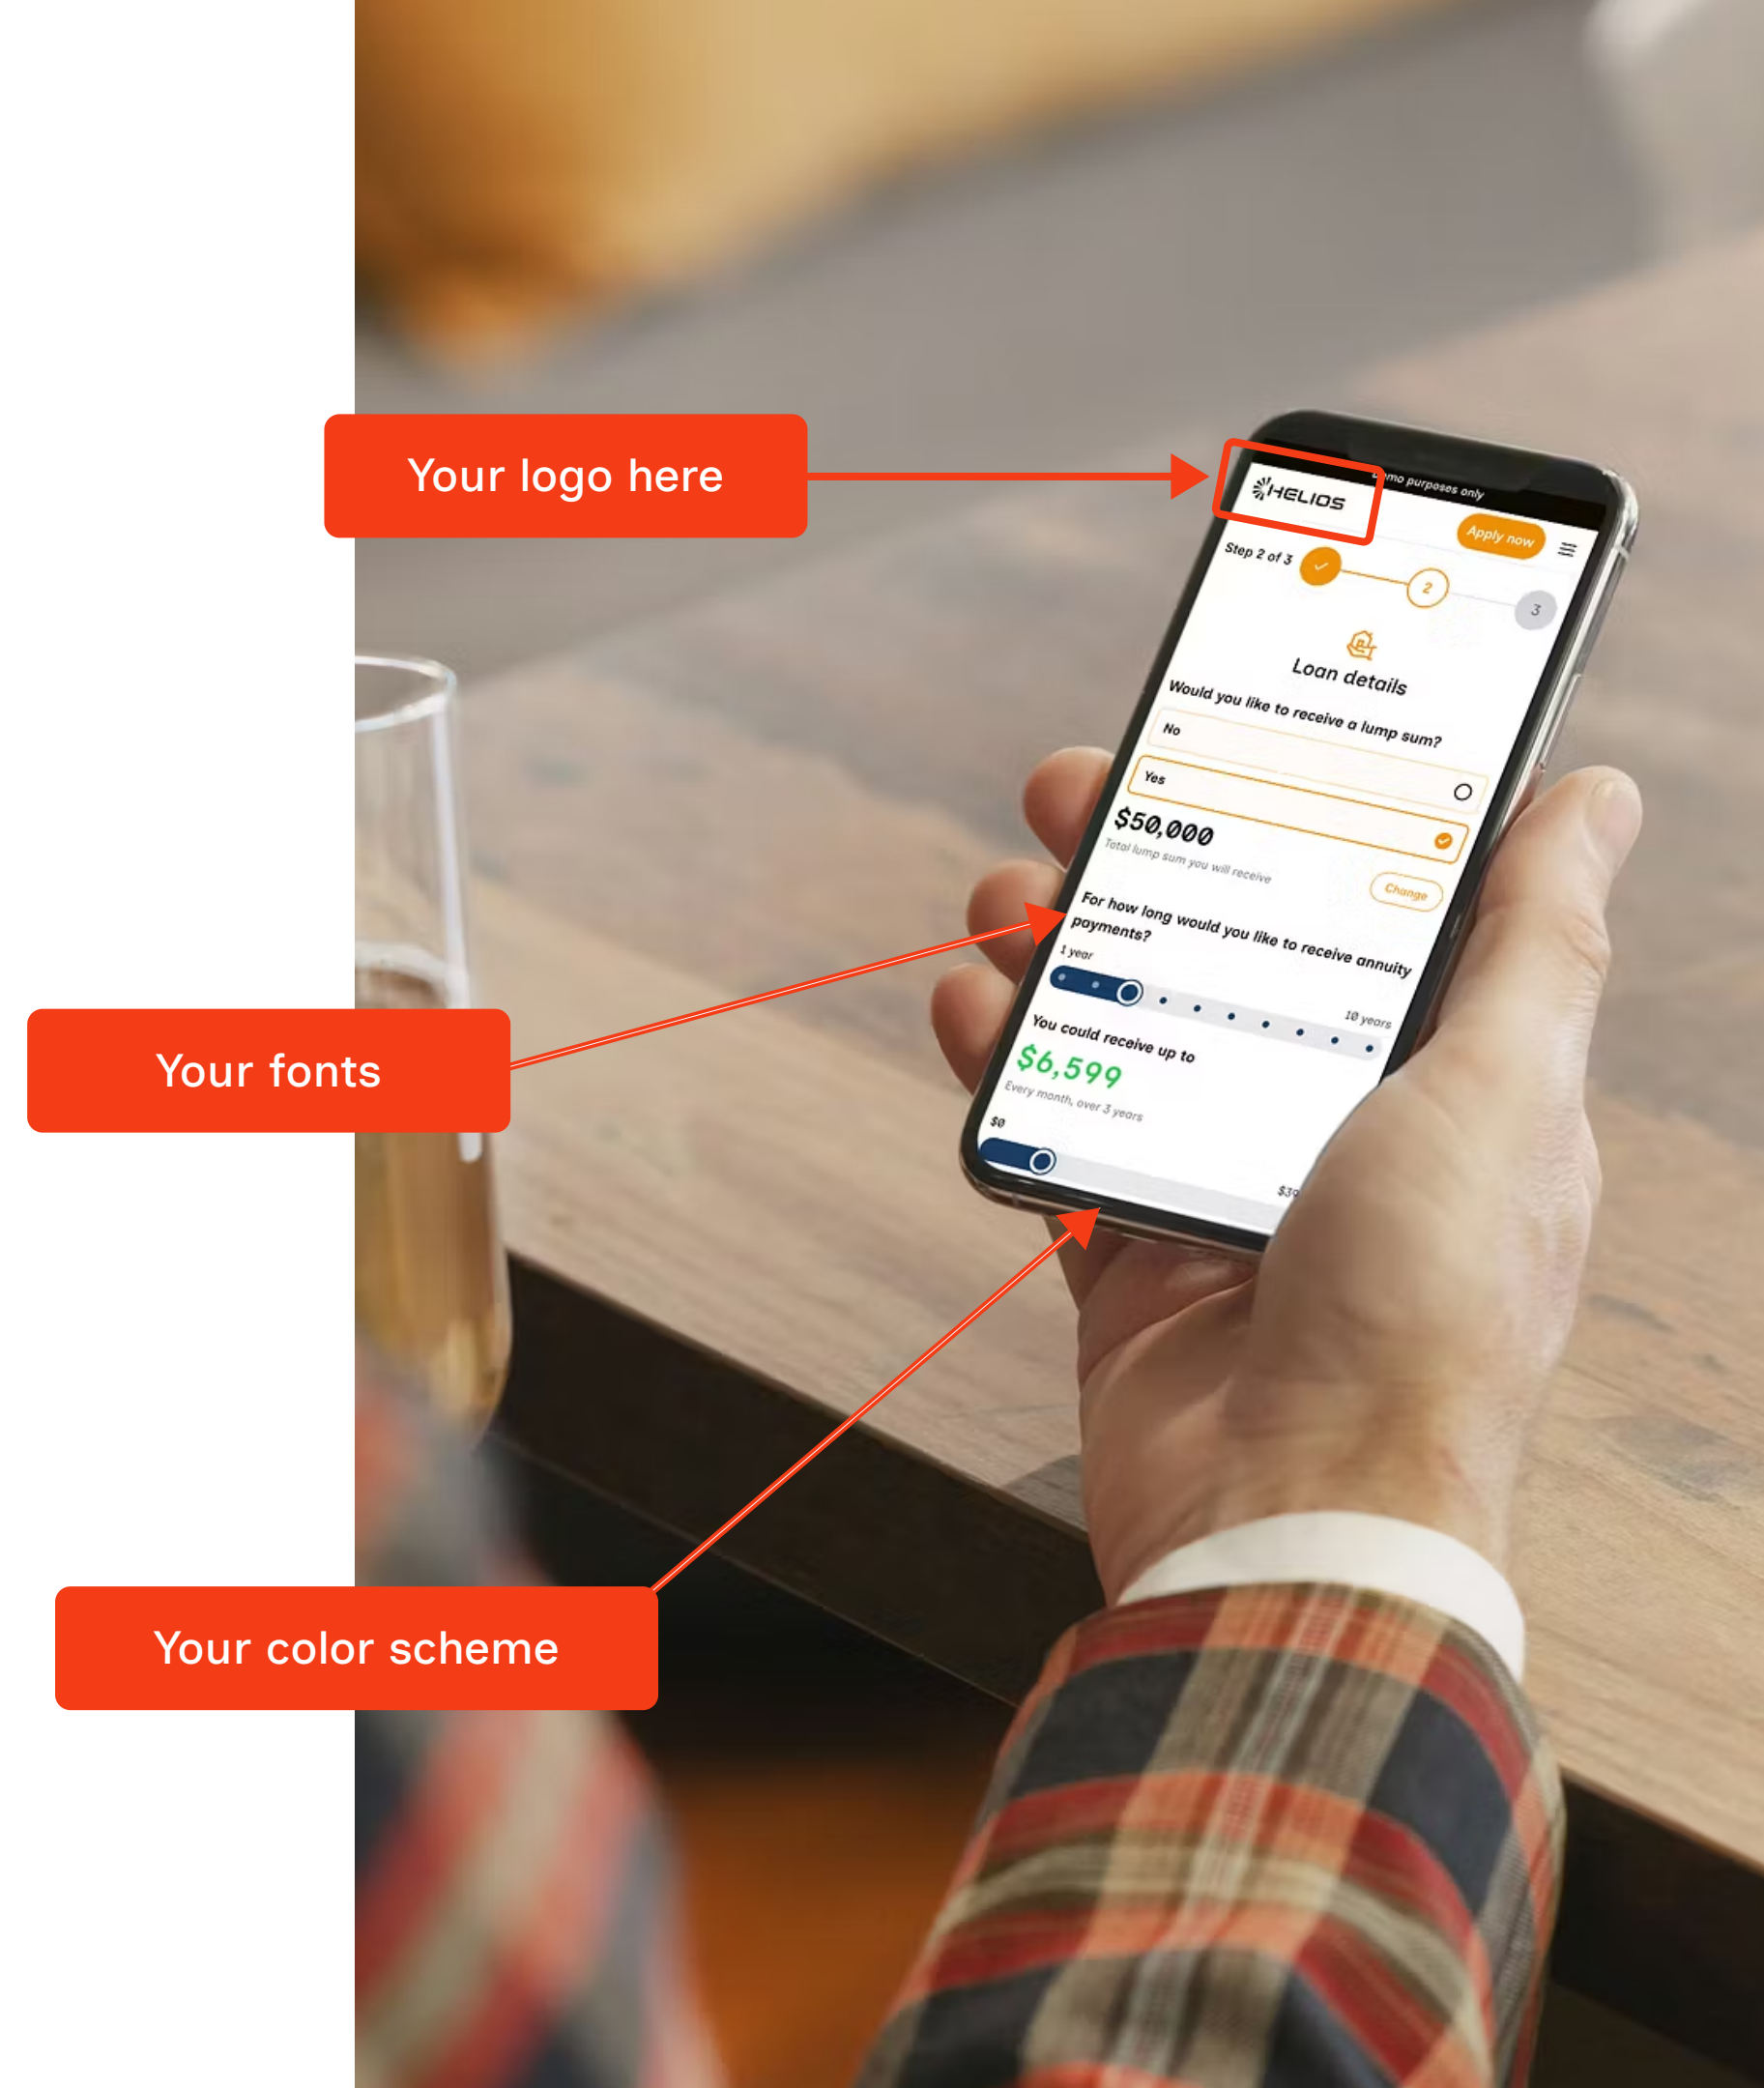 Your logo here
Demo purposes only
HELIOS
Apply now
Step 2 of 3
2
3
Loan details
Would you like to receive a lump sum?
No
Yes
$50,000
Total lump sum you will receive
Change
For how long would you like to receive annuity
payments?
1 year
10 years
Your fonts
You could receive up to
$6,599
Every month, over 3 years
$0
Your color scheme